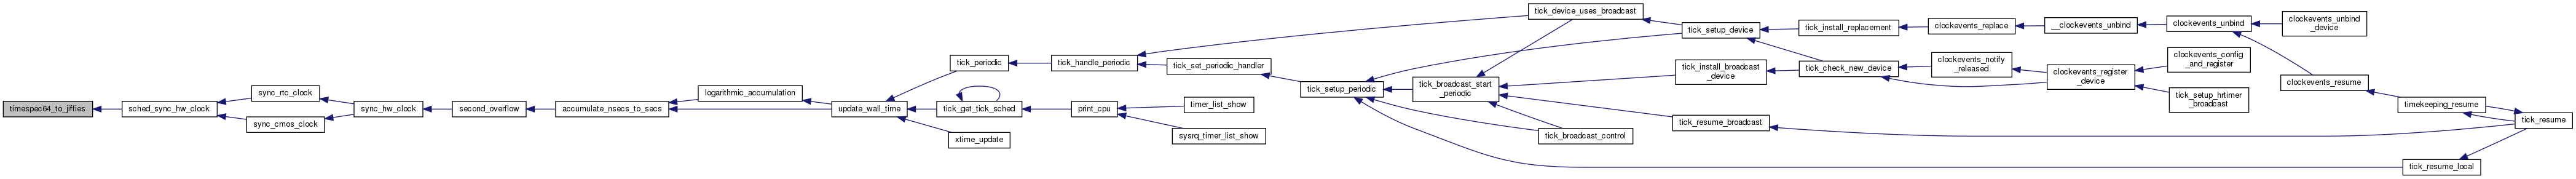 timespec64_to_jiffies
sched_sync_hw_clock
sync_rtc_clock
sync_cmos_clock
sync_hw_clock
second_overflow
accumulate_nsecs_to_secs
logarithmic_accumulation
update_wall_time
tick_periodic
tick_get_tick_sched
xtime_update
tick_handle_periodic
print_cpu
tick_set_periodic_handler
timer_list_show
sysrq_timer_list_show
tick_setup_periodic
tick_broadcast_start
_periodic
tick_device_uses_broadcast
tick_broadcast_control
tick_setup_device
tick_install_broadcast
_device
tick_resume_broadcast
tick_install_replacement
tick_check_new_device
clockevents_replace
clockevents_notify
_released
__clockevents_unbind
clockevents_register
_device
clockevents_unbind
clockevents_config
_and_register
tick_setup_hrtimer
_broadcast
clockevents_unbind
_device
clockevents_resume
timekeeping_resume
tick_resume
tick_resume_local